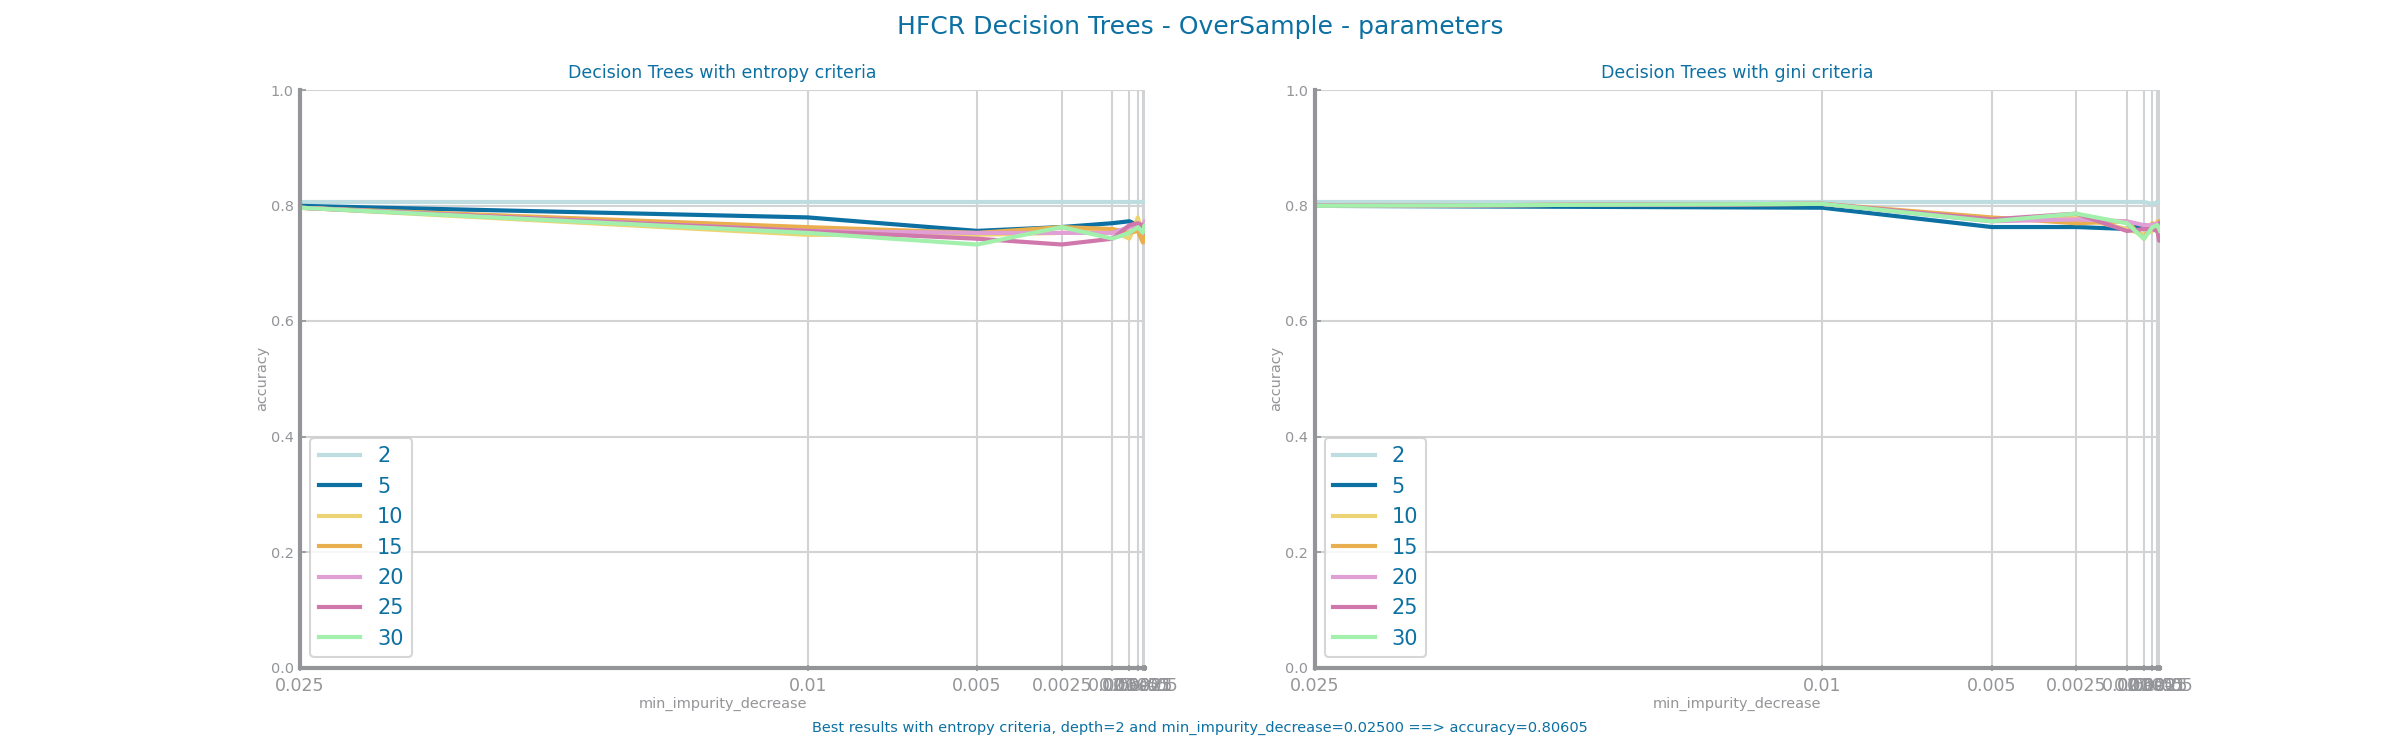 HFCR Decision Trees - OverSample - parameters
Decision Trees with entropy criteria
1.0
0.8
0.6
0.4
0.2
0.0
accuracy
2
5
10
15
20
25
30
0.025 0.01 0.005 0.0025
min_impurity_decrease
Decision Trees with gini criteria
1.0
0.8
0.6
0.4
0.2
0.0
accuracy
2
5
10
15
20
25
30
0.025 0.01 0.005 0.0025
min_impurity_decrease
Best results with entropy criteria, depth=2 and min_impurity_decrease=0.02500 ==> accuracy=0.80605